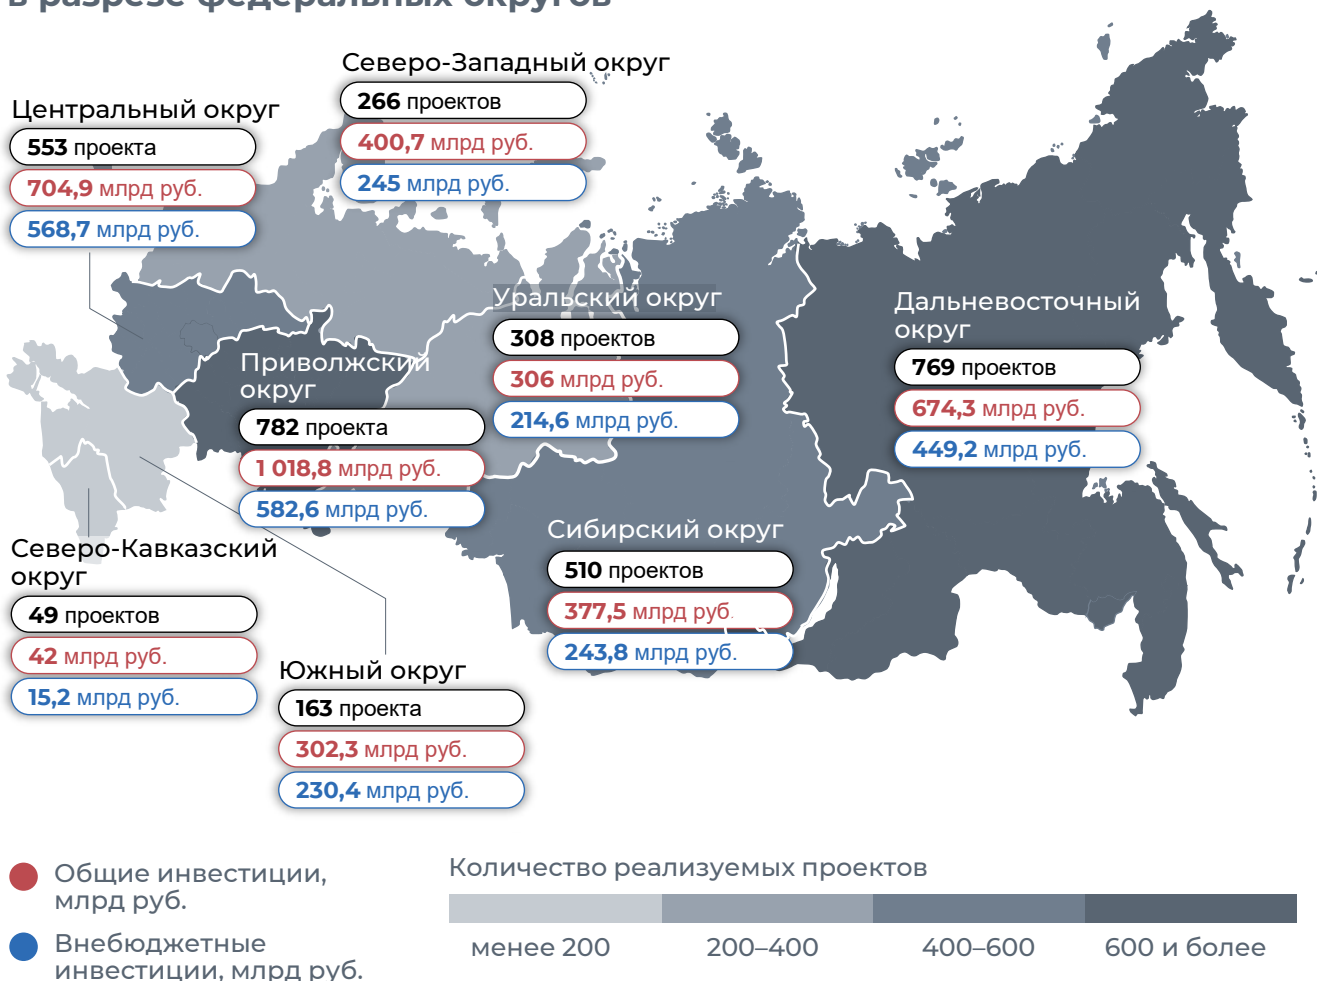 в разрезе федеральных округов
Северо-Западный округ
266 проектов
400,7 млрд руб.
245 млрд руб.
Центральный округ
553 проекта
704,9 млрд руб.
568,7 млрд руб.
Уральский округ
308 проектов
306 млрд руб.
214,6 млрд руб.
Дальневосточный
округ
769 проектов
674,3 млрд руб.
449,2 млрд руб.
Приволжский
округ
782 проекта
1 018,8 млрд руб.
582,6 млрд руб.
Сибирский округ
510 проектов
377,5 млрд руб.
243,8 млрд руб.
Северо-Кавказский
округ
49 проектов
42 млрд руб.
15,2 млрд руб.
Южный округ
163 проекта
302,3 млрд руб.
230,4 млрд руб.
Общие инвестиции,
млрд руб.
Внебюджетные
инвестиции, млрд руб.
Количество реализуемых проектов
менее 200
200–400
400–600
600 и более